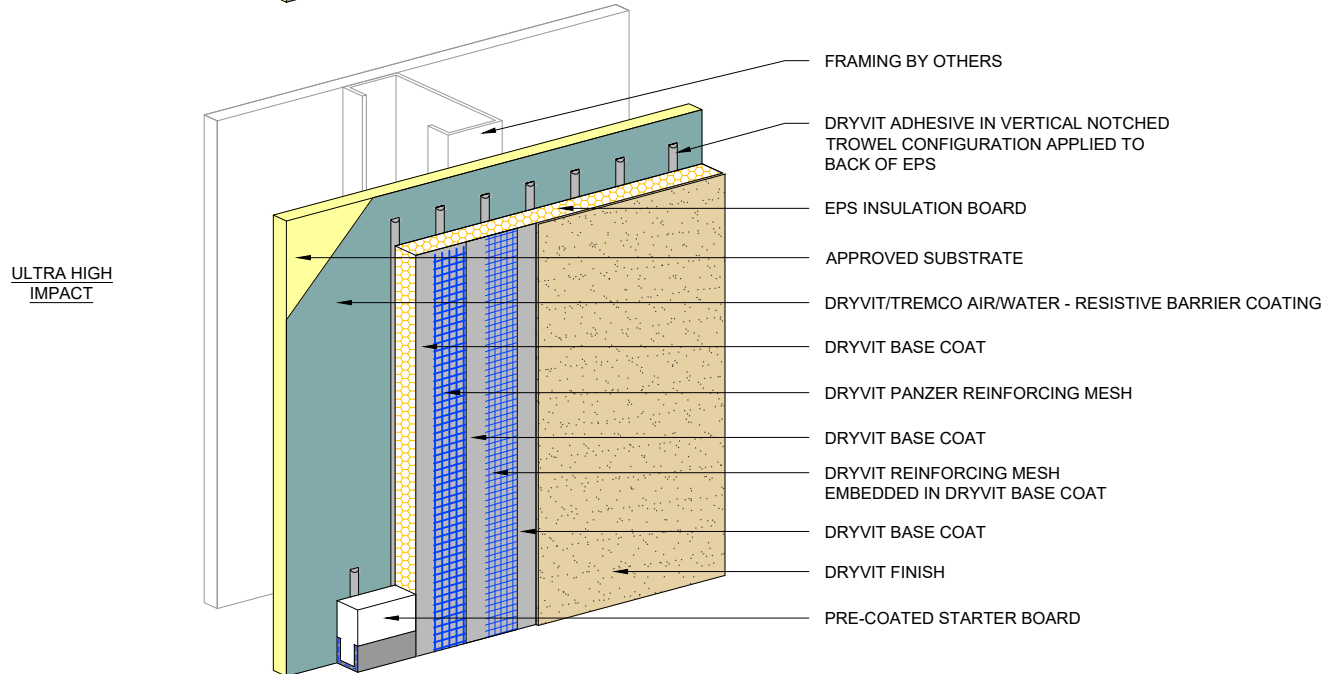 ULTRA HIGH
IMPACT
FRAMING BY OTHERS
DRYVIT ADHESIVE IN VERTICAL NOTCHED
TROWEL CONFIGURATION APPLIED TO
BACK OF EPS
EPS INSULATION BOARD
APPROVED SUBSTRATE
DRYVIT/TREMCO AIR/WATER - RESISTIVE BARRIER COATING
DRYVIT BASE COAT
DRYVIT PANZER REINFORCING MESH
DRYVIT BASE COAT
DRYVIT REINFORCING MESH
EMBEDDED IN DRYVIT BASE COAT
DRYVIT BASE COAT
DRYVIT FINISH
PRE-COATED STARTER BOARD